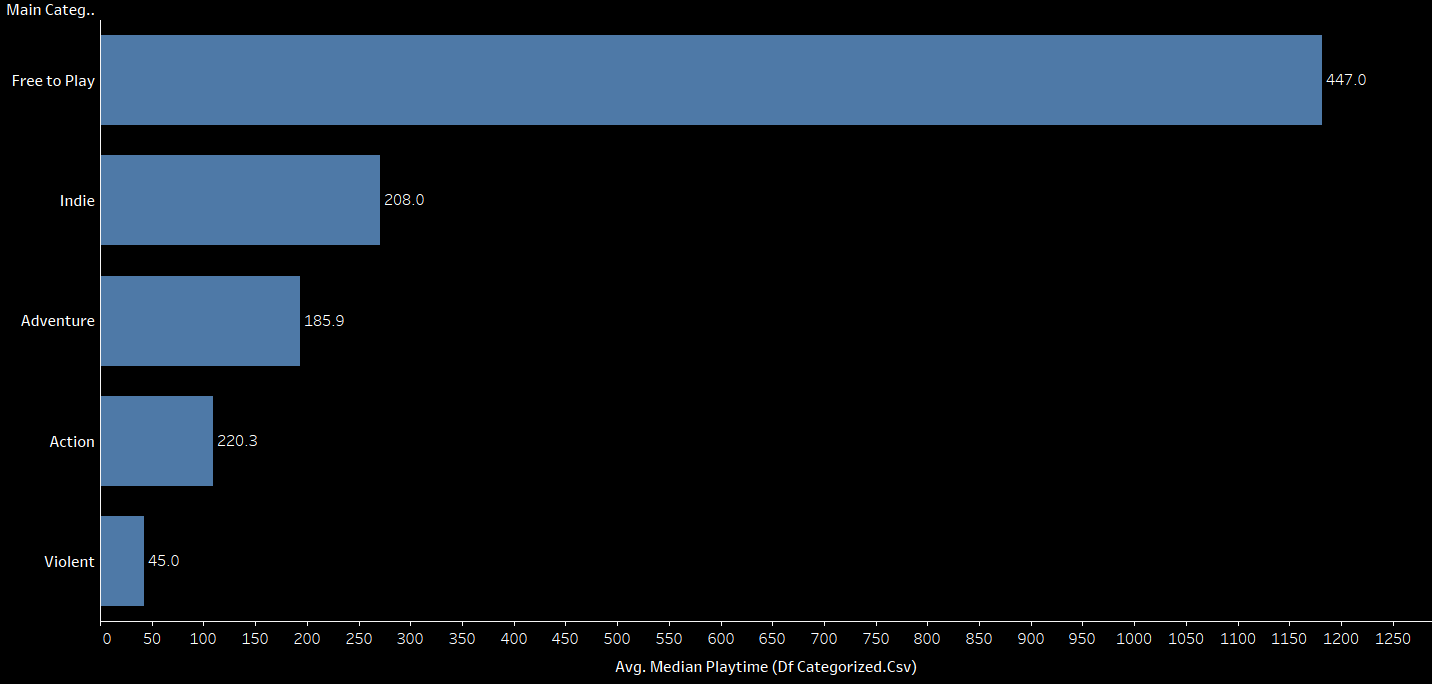 Main Categ..
Free to Play
447.0
Indie
208.0
Adventure
185.9
Action
220.3
Violent
45.0
0 50 100 150 200 250 300 350 400 450 500 550 600 650 700 750 800 850 900 950 1000 1050 1100 1150 1200 1250
Avg. Median Playtime (Df Categorized.Csv)